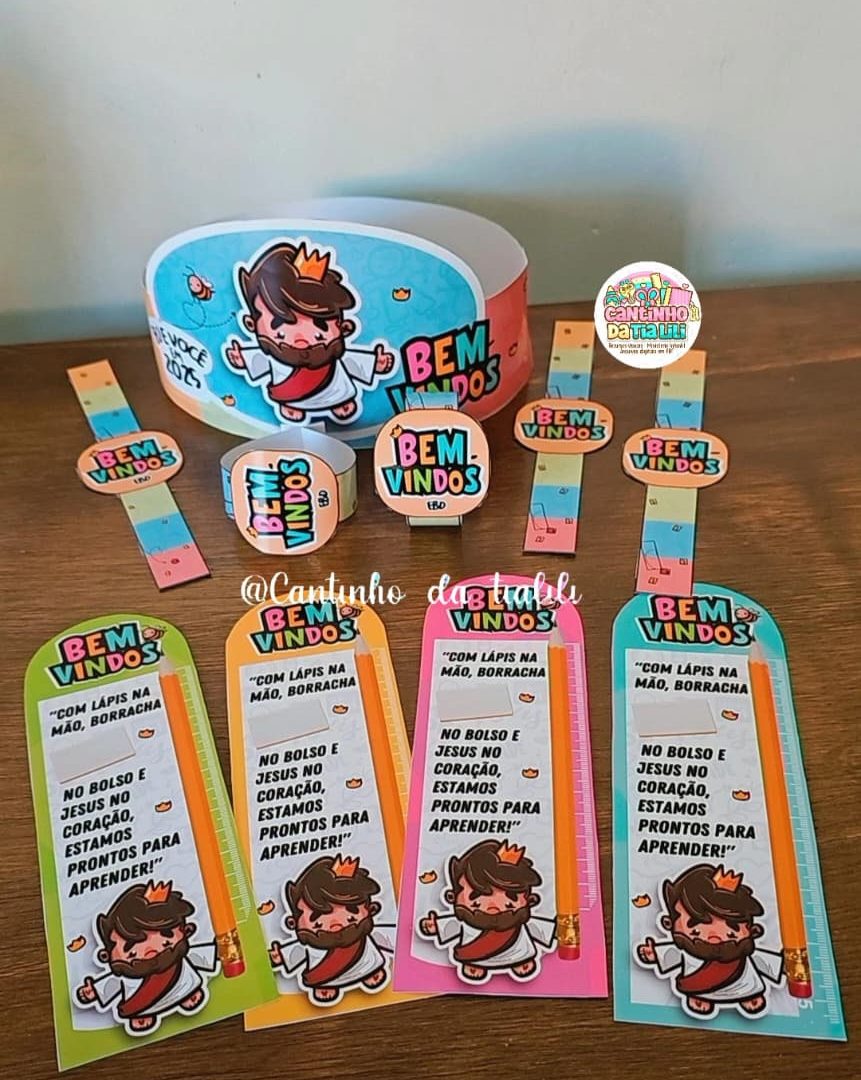 E VOCÊ
EM
2025
BEM-
VINDOS
CANTINHO
DA TIA LILI
BEM-
VINDOS
EBD
BEM-
VINDOS
EBD
BEM-
VINDOS
EBD
BEM-
VINDOS
BEM-
VINDOS
@Cantinho da tialili
BEM
VINDOS
"COM LÁPIS NA
MÃO, BORRACHA
NO BOLSO E
JESUS NO
CORAÇÃO,
ESTAMOS
PRONTOS PARA
APRENDER!"
BEM
VINDOS
"COM LÁPIS NA
MÃO, BORRACHA
NO BOLSO E
JESUS NO
CORAÇÃO,
ESTAMOS
PRONTOS PARA
APRENDER!"
BEM
VINDOS
"COM LÁPIS NA
MÃO, BORRACHA
NO BOLSO E
JESUS NO
CORAÇÃO,
ESTAMOS
PRONTOS PARA
APRENDER!"
BEM
VINDOS
"COM LÁPIS NA
MÃO, BORRACHA
NO BOLSO E
JESUS NO
CORAÇÃO,
ESTAMOS
PRONTOS PARA
APRENDER!"
5